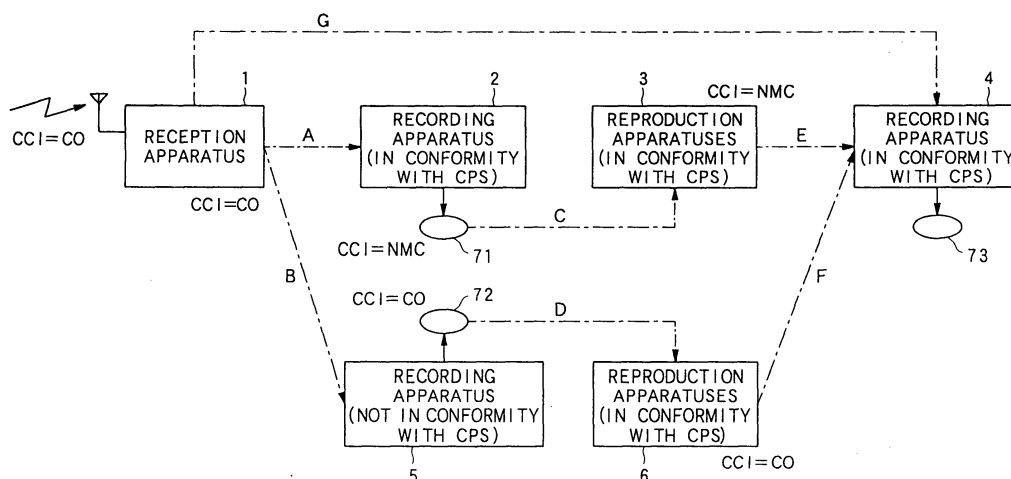 G
1
2
3
4
CCI=NMC
CCI=CO
RECEPTION
APPARATUS
A
RECORDING
APPARATUS
(IN CONFORMITY
WITH CPS)
REPRODUCTION
APPARATUSES
(IN CONFORMITY
WITH CPS)
E
RECORDING
APPARATUS
(IN CONFORMITY
WITH CPS)
CCI=CO
CCI=NMC
71
C
73
B
F
CCI=CO
72
D
RECORDING
APPARATUS
(NOT IN CONFORMITY
WITH CPS)
REPRODUCTION
APPARATUSES
(IN CONFORMITY
WITH CPS)
5
6
CCI=CO